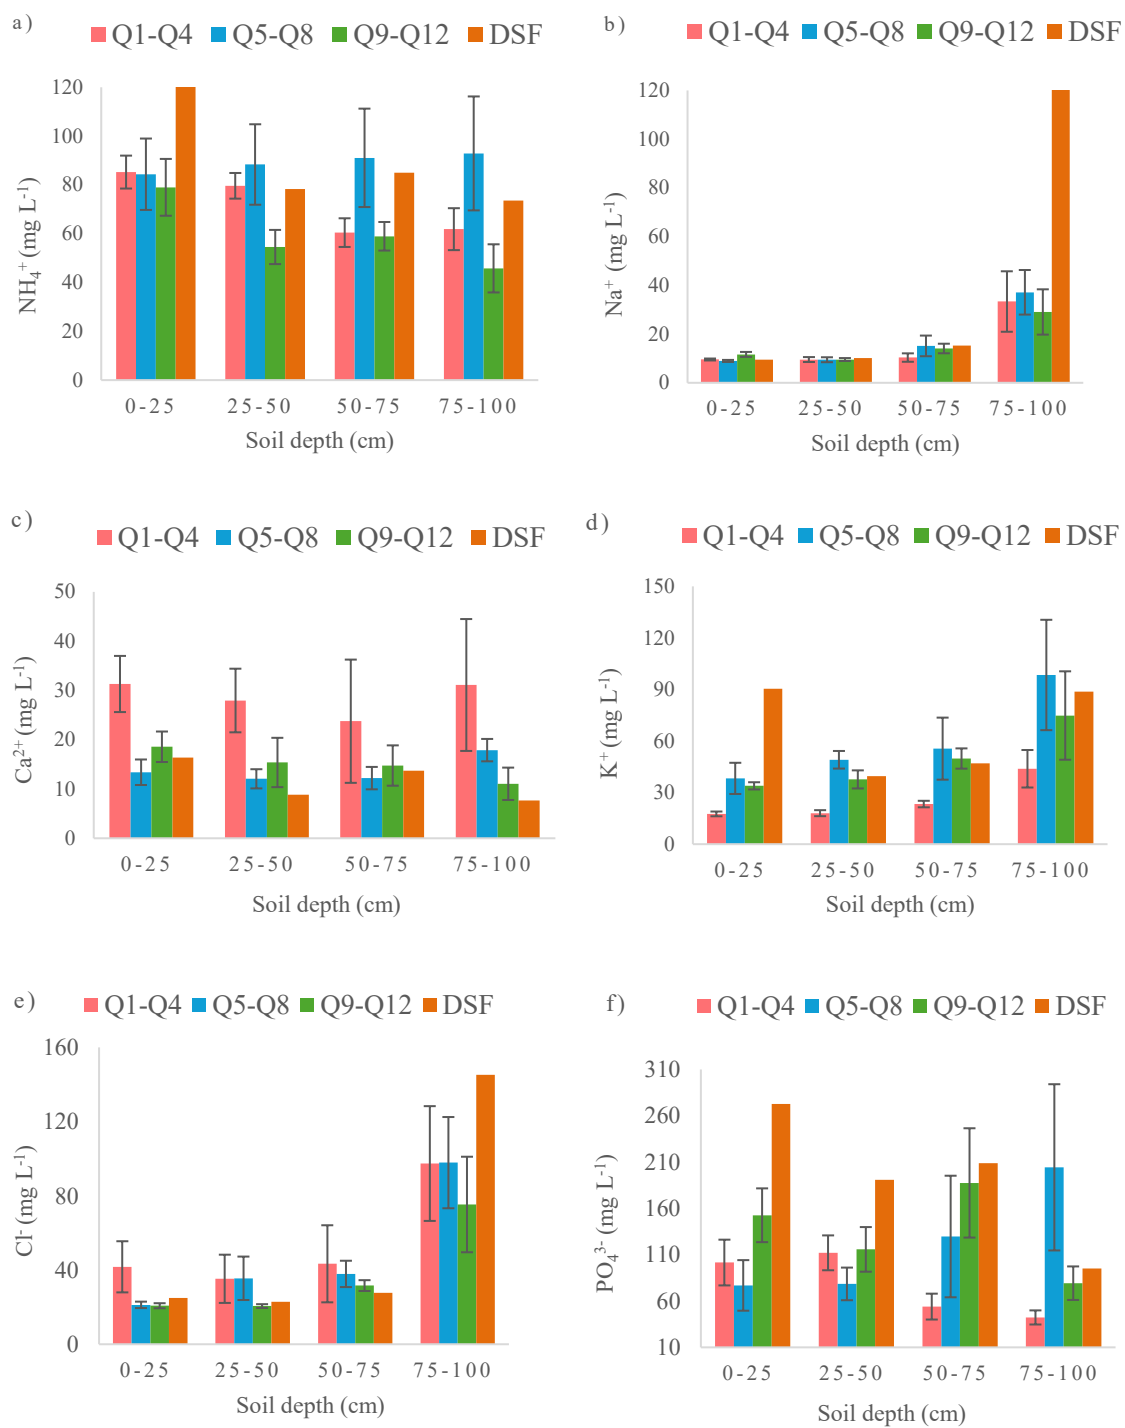 a)
Q1-Q4 Q5-Q8 Q9-Q12 DSF
120
100
80
60
40
20
0
NH₄⁺ (mg L⁻¹)
0-25 25-50 50-75 75-100
Soil depth (cm)
b)
Q1-Q4 Q5-Q8 Q9-Q12 DSF
120
100
80
60
40
20
0
Na⁺ (mg L⁻¹)
0-25 25-50 50-75 75-100
Soil depth (cm)
c)
Q1-Q4 Q5-Q8 Q9-Q12 DSF
50
40
30
20
10
0
Ca²⁺ (mg L⁻¹)
0-25 25-50 50-75 75-100
Soil depth (cm)
d)
Q1-Q4 Q5-Q8 Q9-Q12 DSF
150
120
90
60
30
0
K⁺ (mg L⁻¹)
0-25 25-50 50-75 75-100
Soil depth (cm)
e)
Q1-Q4 Q5-Q8 Q9-Q12 DSF
160
120
80
40
0
Cl⁻ (mg L⁻¹)
0-25 25-50 50-75 75-100
Soil depth (cm)
f)
Q1-Q4 Q5-Q8 Q9-Q12 DSF
310
260
210
160
110
60
10
PO₄³⁻ (mg L⁻¹)
0-25 25-50 50-75 75-100
Soil depth (cm)